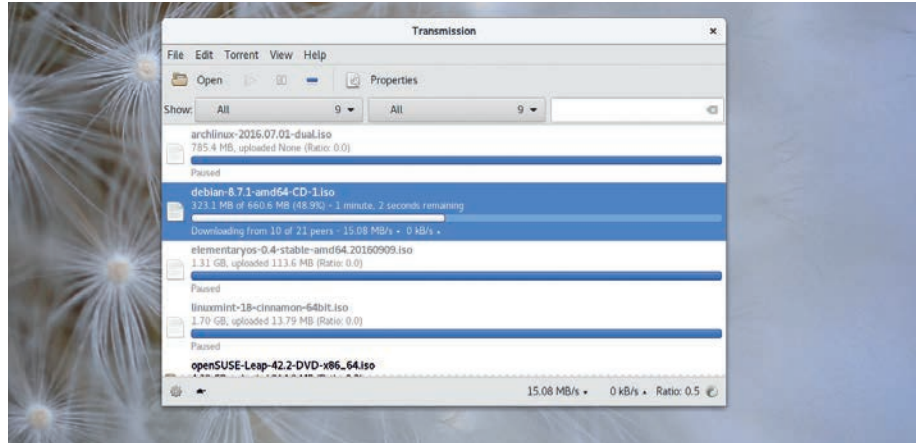 Transmission
File Edit Torrent View Help
Open Properties
Show: All 9 All 9
archlinux-2016.07.01-dual.iso
785.4 MB, uploaded None (Ratio: 0.0)
Paused
debian-8.7.1-amd64-CD-1.iso
323.1 MB of 660.6 MB (48.9%) - 1 minute, 2 seconds remaining
Downloading from 10 of 21 peers - 15.08 MB/s 0 kB/s
elementaryos-0.4-stable-amd64.20160909.iso
1.31 GB, uploaded 113.6 MB (Ratio: 0.0)
Paused
linuxmint-18-cinnamon-64bit.iso
1.70 GB, uploaded 13.79 MB (Ratio: 0.0)
Paused
openSUSE-Leap-42.2-DVD-x86_64.iso
15.08 MB/s 0 kB/s Ratio: 0.5